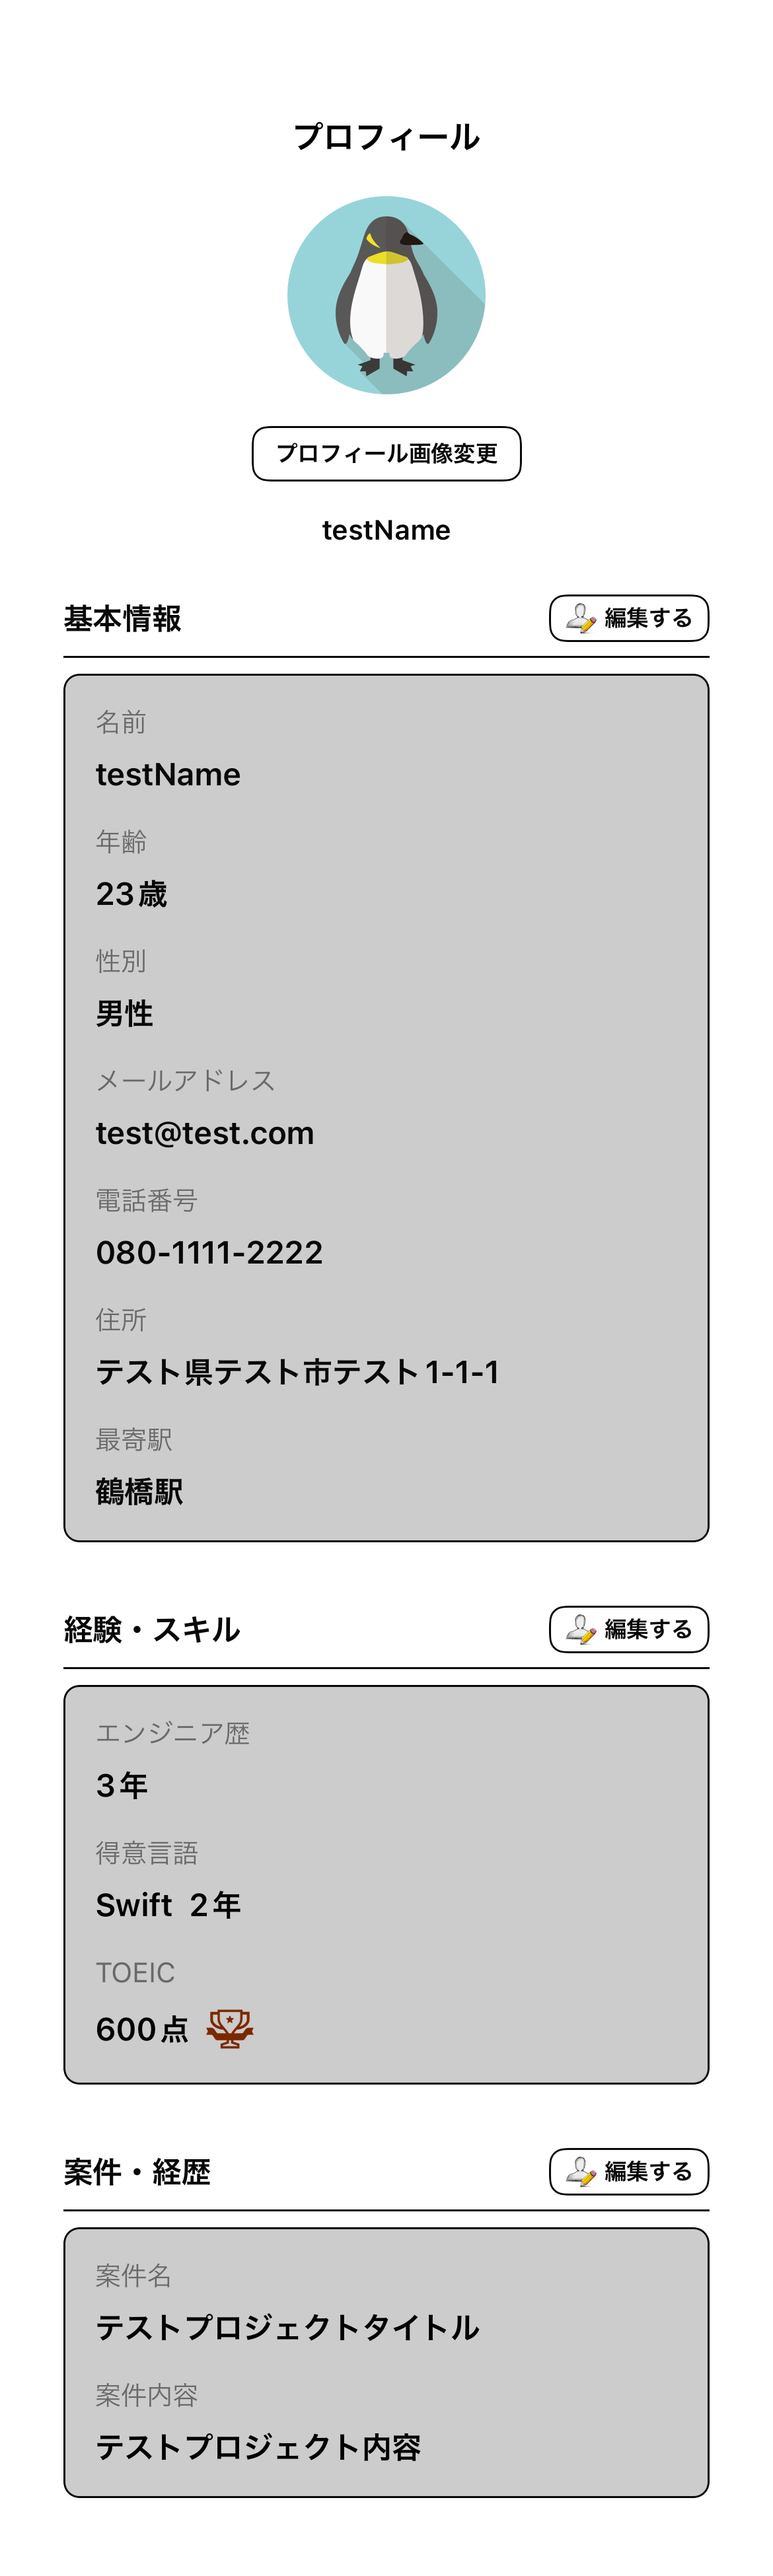 プロフィール
プロフィール画像変更
testName
基本情報
編集する
名前
testName
年齢
23歳
性別
男性
メールアドレス
test@test.com
電話番号
080-1111-2222
住所
テスト県テスト市テスト1-1-1
最寄駅
鶴橋駅
経験・スキル
編集する
エンジニア歴
3年
得意言語
Swift 2年
TOEIC
600点
案件・経歴
編集する
案件名
テストプロジェクトタイトル
案件内容
テストプロジェクト内容